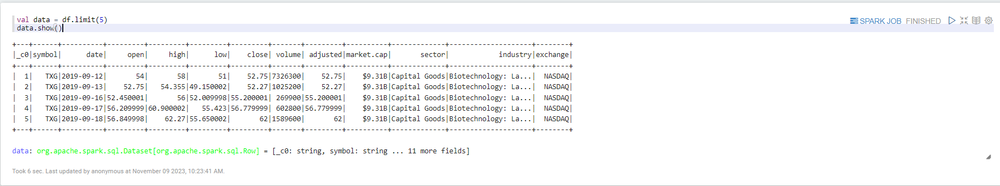 val data = df.limit(5)
data.show()
SPARK JOB FINISHED
+---+------+----------+---------+---------+---------+---------+-------+---------+----------+-------------+--------------------+--------+
|_c0|symbol|      date|     open|     high|      low|    close| volume| adjusted|market.cap|       sector|            industry|exchange|
+---+------+----------+---------+---------+---------+---------+-------+---------+----------+-------------+--------------------+--------+
|  1|   TXG|2019-09-12|       54|       58|       51|    52.75|7326300|    52.75|    $9.31B|Capital Goods|Biotechnology: La...|  NASDAQ|
|  2|   TXG|2019-09-13|    52.75|   54.355|49.150002|    52.27|1025200|    52.27|    $9.31B|Capital Goods|Biotechnology: La...|  NASDAQ|
|  3|   TXG|2019-09-16|52.450001|       56|52.009998|55.200001| 269900|55.200001|    $9.31B|Capital Goods|Biotechnology: La...|  NASDAQ|
|  4|   TXG|2019-09-17|56.209999|60.900002|   55.423|56.779999| 602800|56.779999|    $9.31B|Capital Goods|Biotechnology: La...|  NASDAQ|
|  5|   TXG|2019-09-18|56.849998|    62.27|55.650002|       62|1589600|       62|    $9.31B|Capital Goods|Biotechnology: La...|  NASDAQ|
+---+------+----------+---------+---------+---------+---------+-------+---------+----------+-------------+--------------------+--------+
data: org.apache.spark.sql.Dataset[org.apache.spark.sql.Row] = [_c0: string, symbol: string ... 11 more fields]
Took 6 sec. Last updated by anonymous at November 09 2023, 10:23:41 AM.